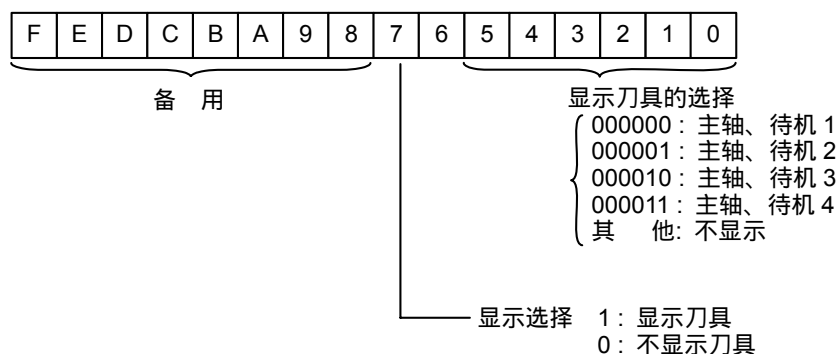 F E D C B A 9 8 7 6 5 4 3 2 1 0
备 用
显示刀具的选择
000000 : 主轴、待机 1
000001 : 主轴、待机 2
000010 : 主轴、待机 3
000011 : 主轴、待机 4
其 他: 不显示
显示选择 1 : 显示刀具
0 : 不显示刀具